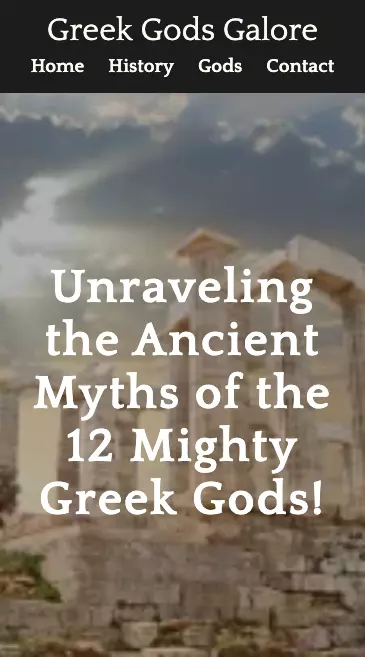 Greek Gods Galore
Home History Gods Contact
Unraveling
the Ancient
Myths of the
12 Mighty
Greek Gods!